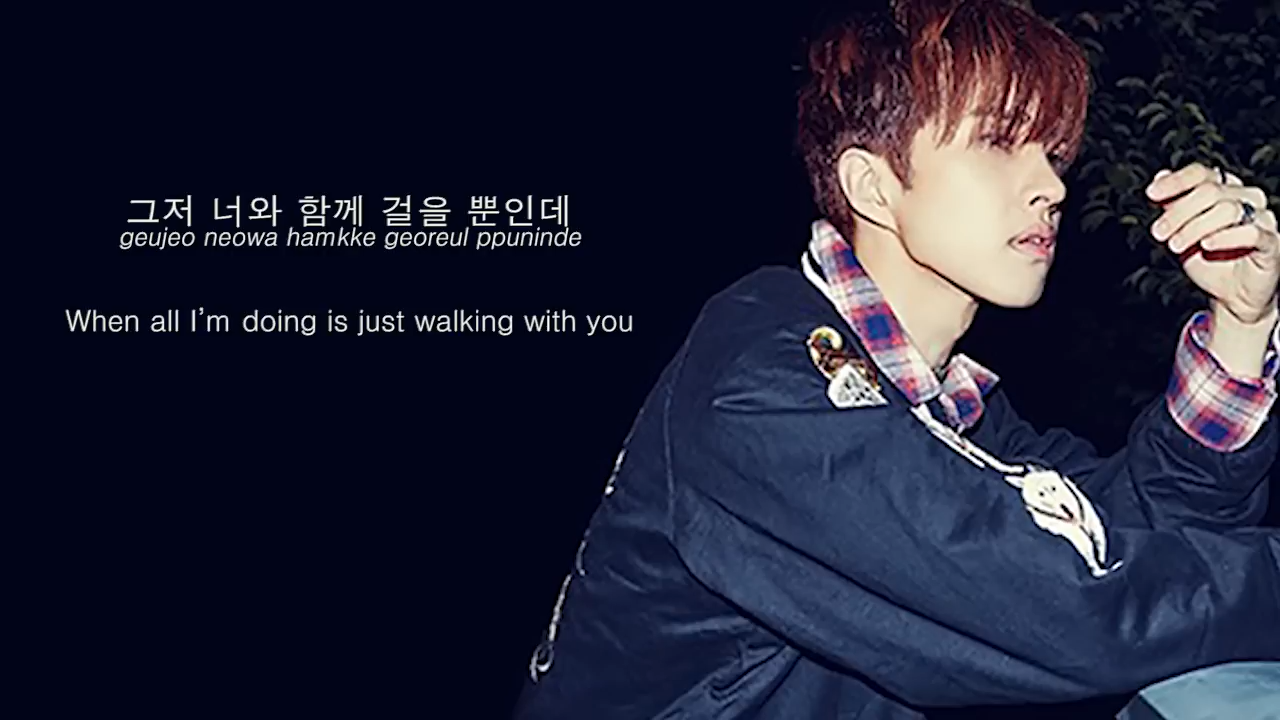 그저 너와 함께 걸을 뿐인데
geujeo neowa hamkke georeul ppuninde
When all I'm doing is just walking with you